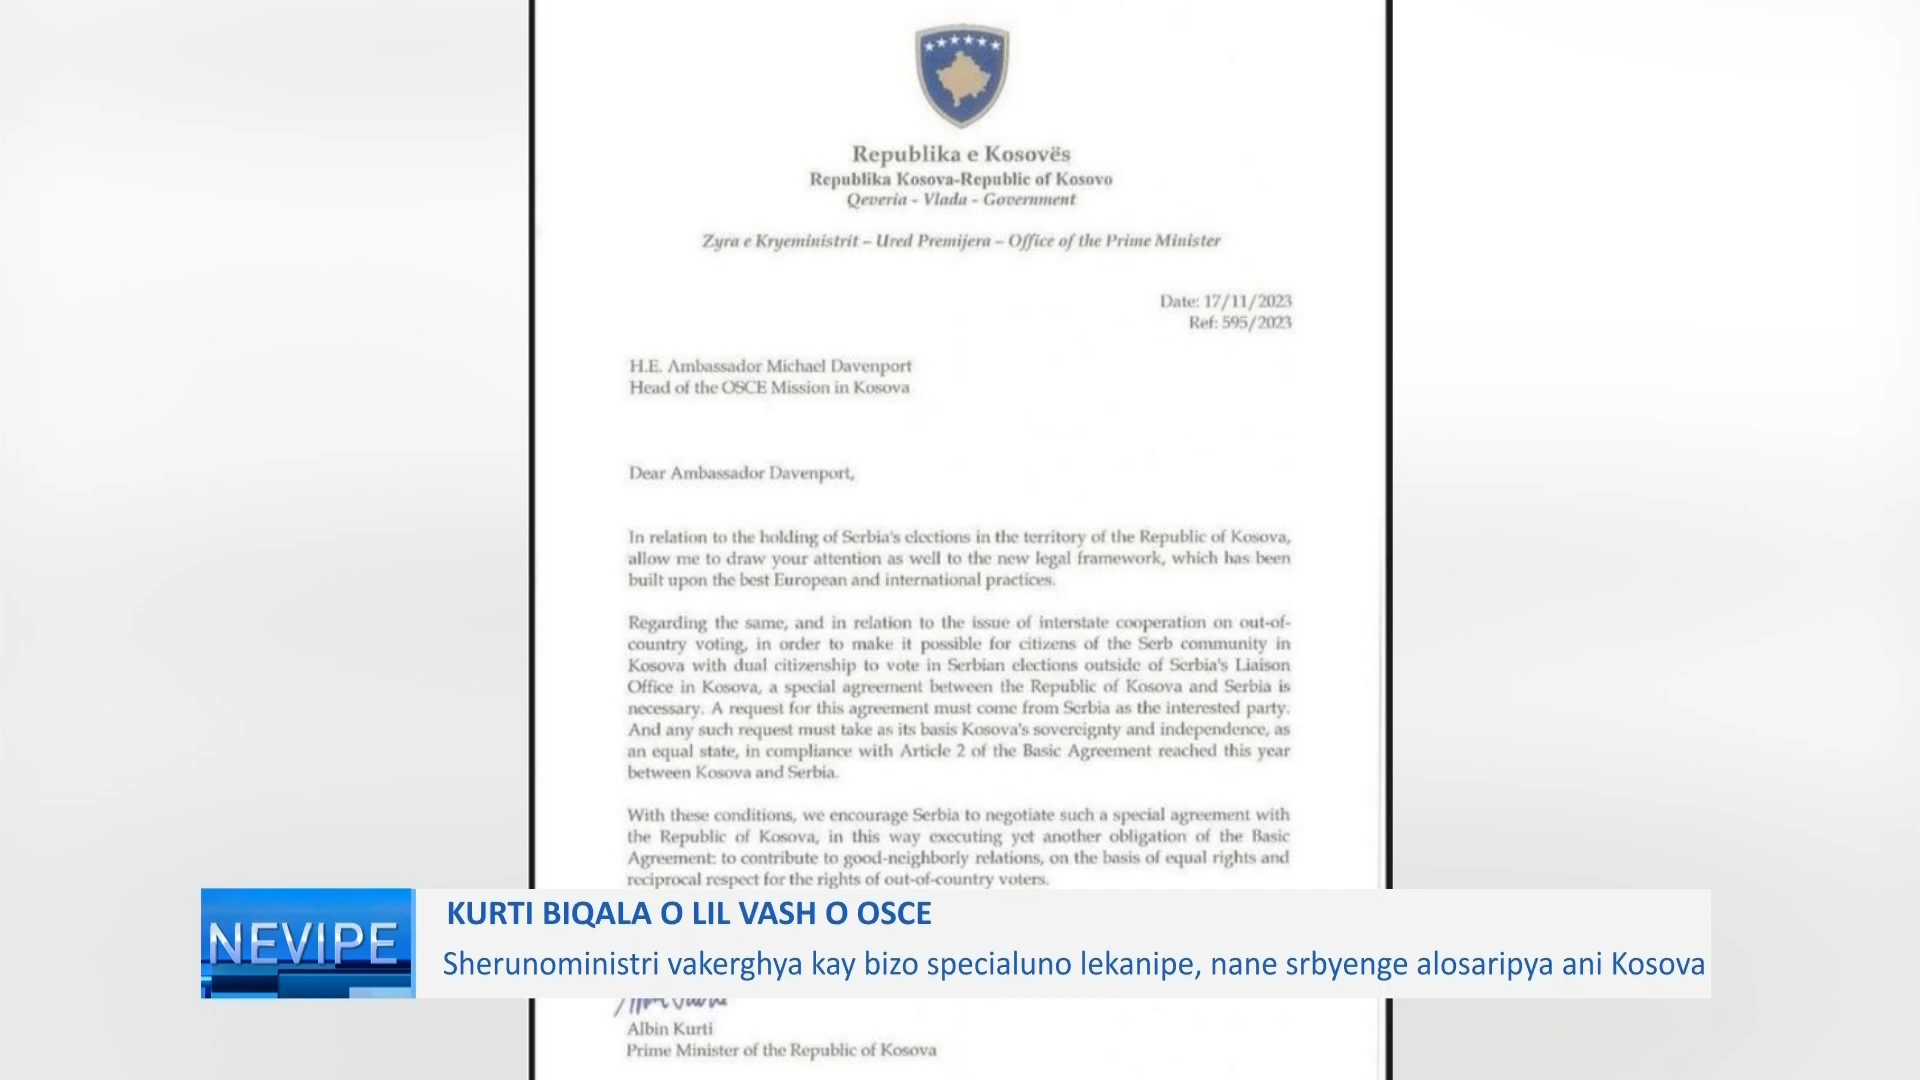 Republika e Kosovës
Republika Kosova-Republic of Kosovo
Qeveria - Vlada - Government
Zyra e Kryeministrit – Ured Premijera – Office of the Prime Minister
Date: 17/11/2023
Ref: 595/2023
H.E. Ambassador Michael Davenport
Head of the OSCE Mission in Kosova
Dear Ambassador Davenport,
In relation to the holding of Serbia's elections in the territory of the Republic of Kosova,
allow me to draw your attention as well to the new legal framework, which has been
built upon the best European and international practices.
Regarding the same, and in relation to the issue of interstate cooperation on out-of-
country voting, in order to make it possible for citizens of the Serb community in
Kosova with dual citizenship to vote in Serbian elections outside of Serbia's Liaison
Office in Kosova, a special agreement between the Republic of Kosova and Serbia is
necessary. A request for this agreement must come from Serbia as the interested party.
And any such request must take as its basis Kosova's sovereignty and independence, as
an equal state, in compliance with Article 2 of the Basic Agreement reached this year
between Kosova and Serbia.
With these conditions, we encourage Serbia to negotiate such a special agreement with
the Republic of Kosova, in this way executing yet another obligation of the Basic
Agreement: to contribute to good-neighborly relations, on the basis of equal rights and
reciprocal respect for the rights of out-of-country voters.
NEVIPE
KURTI BIQALA O LIL VASH O OSCE
Sherunoministri vakerghya kay bizo specialuno lekanipe, nane srbyenge alosaripya ani Kosova
Albin Kurti
Prime Minister of the Republic of Kosova